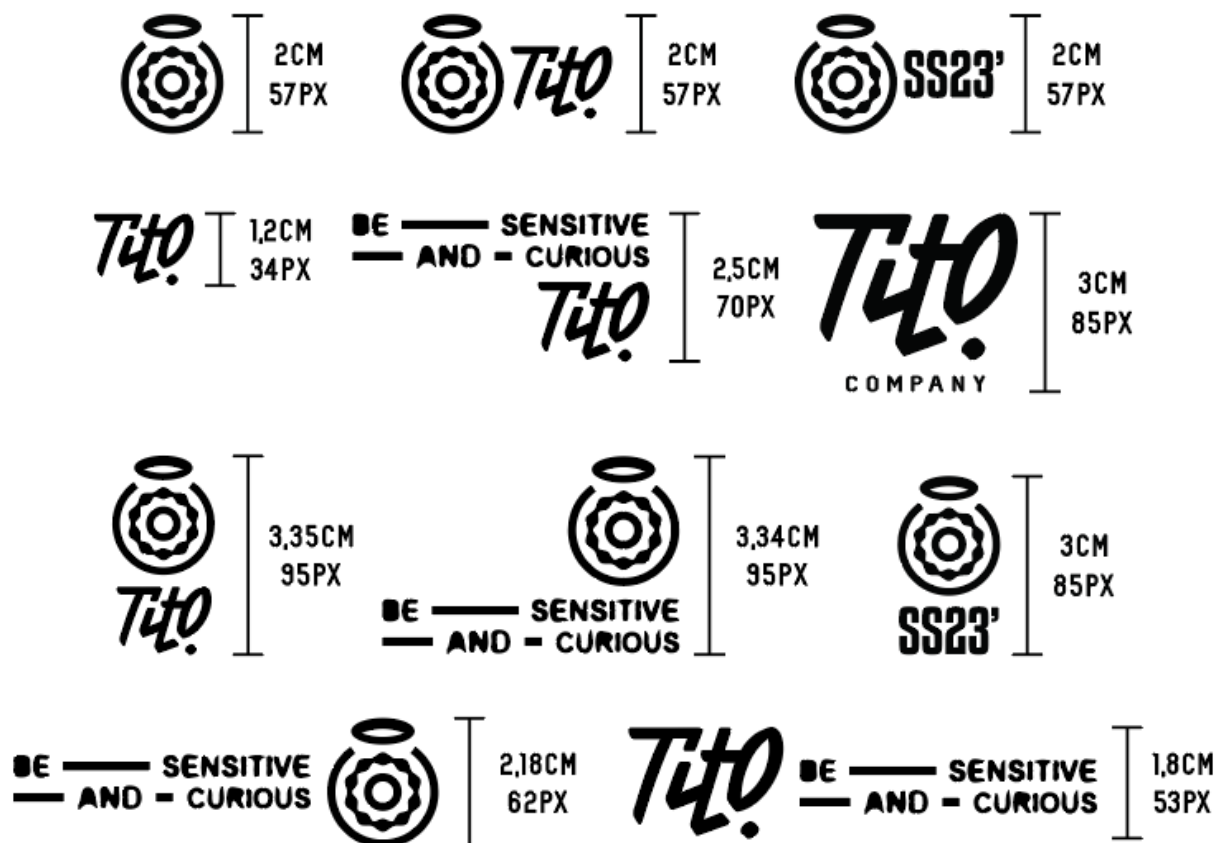 2CM
57PX
Tito.
2CM
57PX
SS23'
2CM
57PX
Tito.
1,2CM
34PX
BE SENSITIVE
AND - CURIOUS
Tito.
2,5CM
70PX
Tito.
COMPANY
3CM
85PX
Tito.
3,35CM
95PX
BE SENSITIVE
AND - CURIOUS
3,34CM
95PX
SS23'
3CM
85PX
BE SENSITIVE
AND - CURIOUS
2,18CM
62PX
Tito.
BE SENSITIVE
AND - CURIOUS
1,8CM
53PX